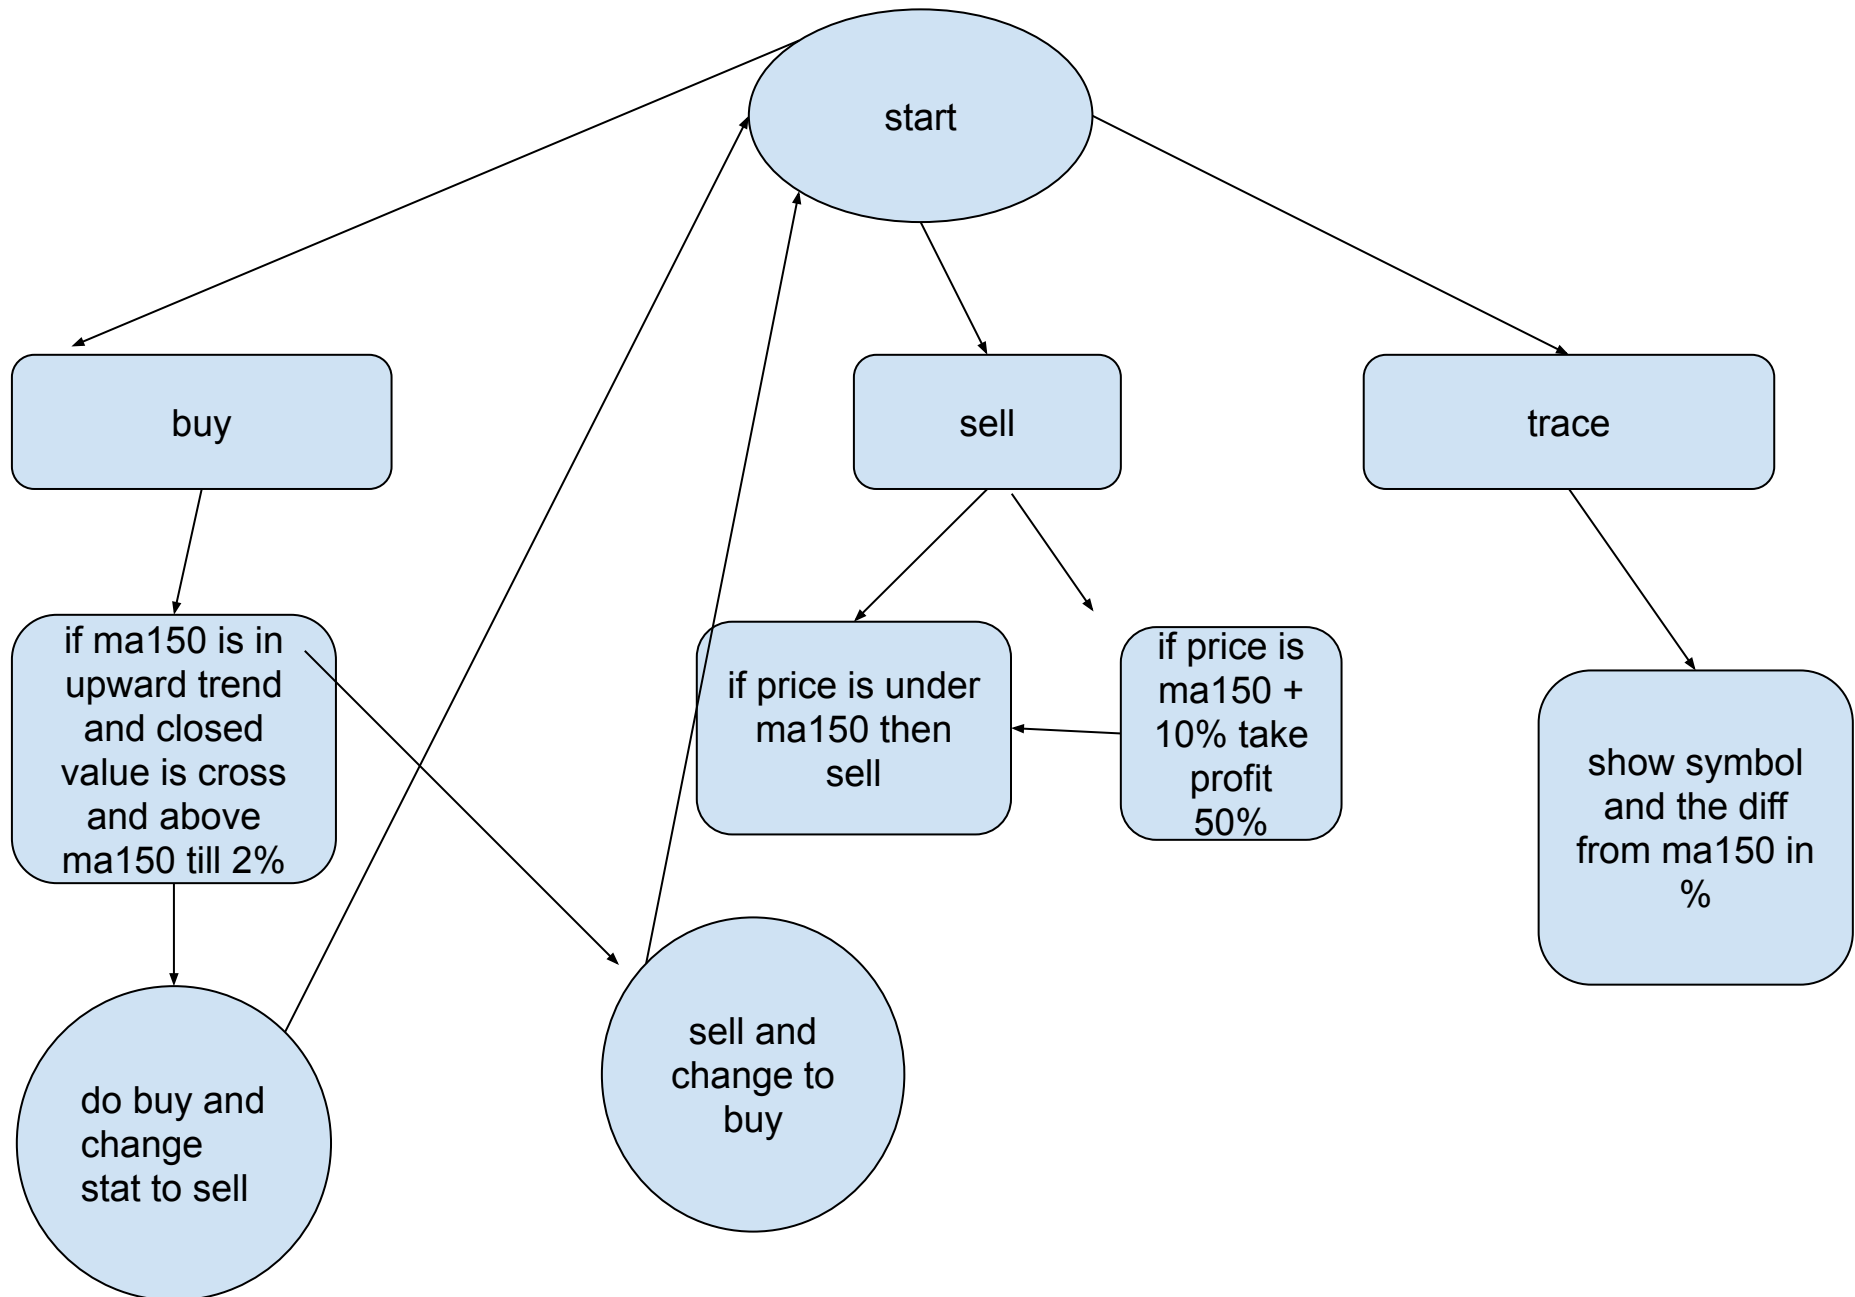 start
buy
sell
trace
if ma150 is in
upward trend
and closed
value is cross
and above
ma150 till 2%
if price is under
ma150 then
sell
if price is
ma150 +
10% take
profit
50%
show symbol
and the diff
from ma150 in
%
do buy and
change
stat to sell
sell and
change to
buy